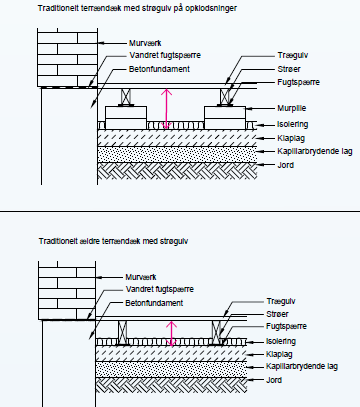 Traditionelt terrændæk med strøgulv på opklodsninger
Murværk
Vandret fugtspærre
Betonfundament
Trægulv
Strøer
Fugtspærre
Murpille
Isolering
Klaplag
Kapillarbrydende lag
Jord
Traditionelt ældre terrændæk med strøgulv
Murværk
Vandret fugtspærre
Betonfundament
Trægulv
Strøer
Fugtspærre
Isolering
Klaplag
Kapillarbrydende lag
Jord